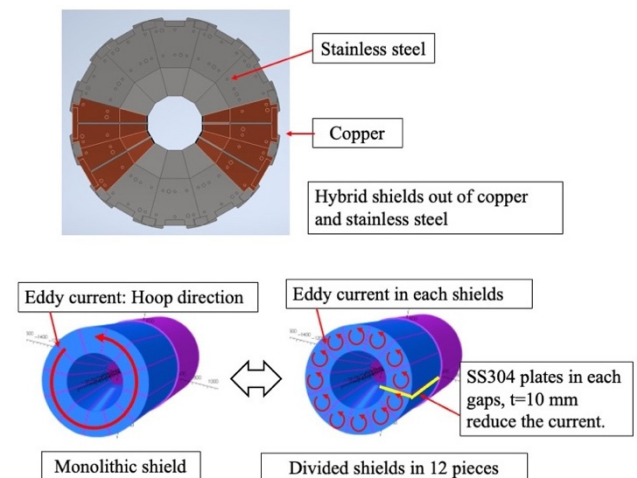 Stainless steel
Copper
Hybrid shields out of copper
and stainless steel
Eddy current: Hoop direction
Eddy current in each shields
SS304 plates in each
gaps, t=10 mm
reduce the current.
Monolithic shield
Divided shields in 12 pieces